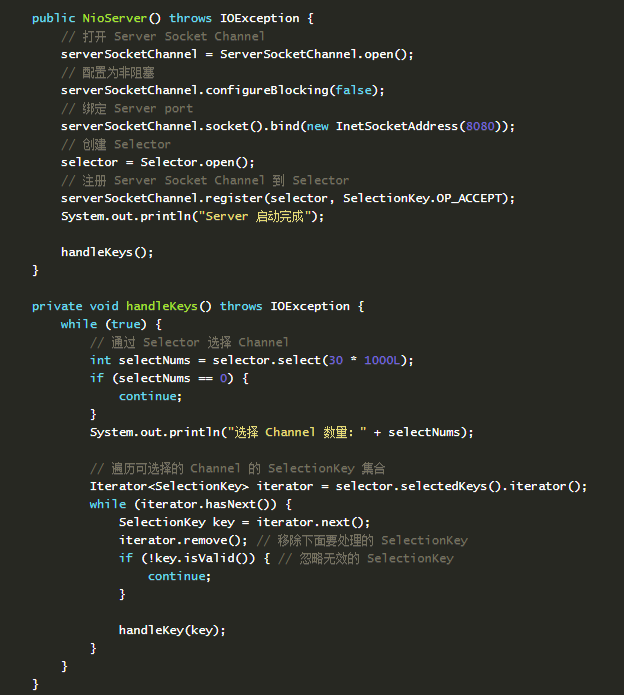 public NioServer() throws IOException {
// 打开 Server Socket Channel
serverSocketChannel = ServerSocketChannel.open();
// 配置为非阻塞
serverSocketChannel.configureBlocking(false);
// 绑定 Server port
serverSocketChannel.socket().bind(new InetSocketAddress(8080));
// 创建 Selector
selector = Selector.open();
// 注册 Server Socket Channel 到 Selector
serverSocketChannel.register(selector, SelectionKey.OP_ACCEPT);
System.out.println("Server 启动完成");
handleKeys();
}
private void handleKeys() throws IOException {
while (true) {
// 通过 Selector 选择 Channel
int selectNums = selector.select(30 * 1000L);
if (selectNums == 0) {
continue;
}
System.out.println("选择 Channel 数量：" + selectNums);
// 遍历可选择的 Channel 的 SelectionKey 集合
Iterator<SelectionKey> iterator = selector.selectedKeys().iterator();
while (iterator.hasNext()) {
SelectionKey key = iterator.next();
iterator.remove(); // 移除下面要处理的 SelectionKey
if (!key.isValid()) { // 忽略无效的 SelectionKey
continue;
}
handleKey(key);
}
}
}